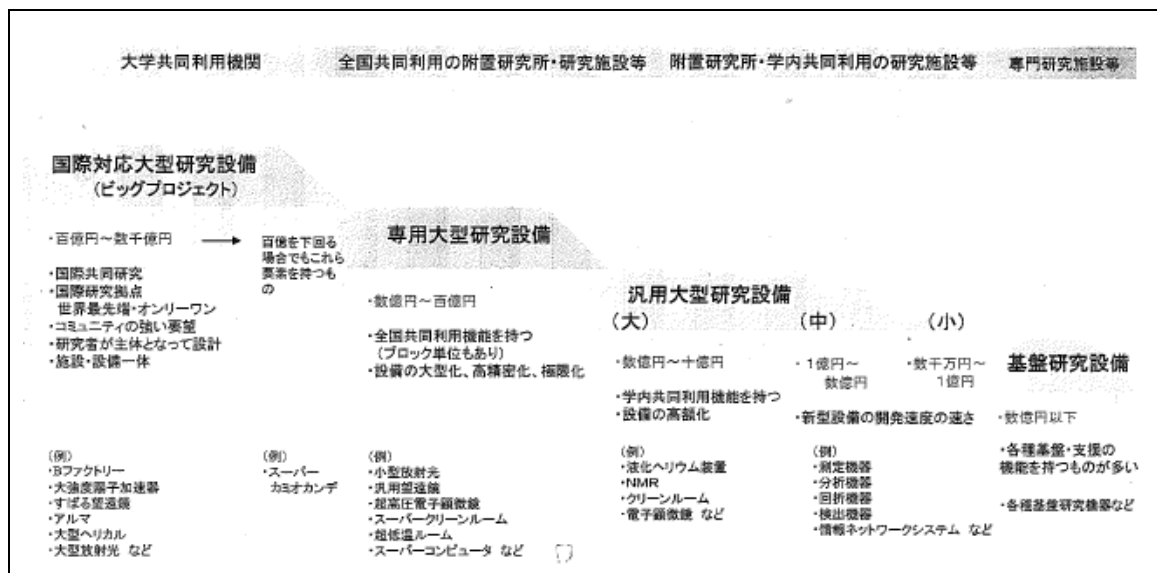 大学共同利用機関
全国共同利用の附置研究所・研究施設等
附置研究所・学内共同利用の研究施設等
専門研究施設等
国際対応大型研究設備
(ビッグプロジェクト)
・百億円～数千億円
百億を下回る
場合でもこれら
要素を持つも
の
・国際共同研究
・国際研究拠点
世界最先端・オンリーワン
・コミュニティの強い要望
・研究者が主体となって設計
・施設・設備一体
(例)
・Bファクトリー
・大強度陽子加速器
・すばる望遠鏡
・アルマ
・大型ヘリカル
・大型放射光 など
(例)
・スーパー
カミオカンデ
専用大型研究設備
・数億円～百億円
・全国共同利用機能を持つ
(ブロック単位もあり)
・設備の大型化、高精密化、極限化
(例)
・小型放射光
・汎用望遠鏡
・超高圧電子顕微鏡
・スーパークリーンルーム
・超低温ルーム
・スーパーコンピュータ など
汎用大型研究設備
(大)
(中)
(小)
・数億円～十億円
・1億円～
数億円
・数千万円～
1億円
・学内共同利用機能を持つ
・設備の高額化
・新型設備の開発速度の速さ
(例)
・液化ヘリウム装置
・NMR
・クリーンルーム
・電子顕微鏡 など
(例)
・測定機器
・分析機器
・回折機器
・検出機器
・情報ネットワークシステム など
基盤研究設備
・数億円以下
・各種基盤・支援の
機能を持つものが多い
・各種基盤研究機器など